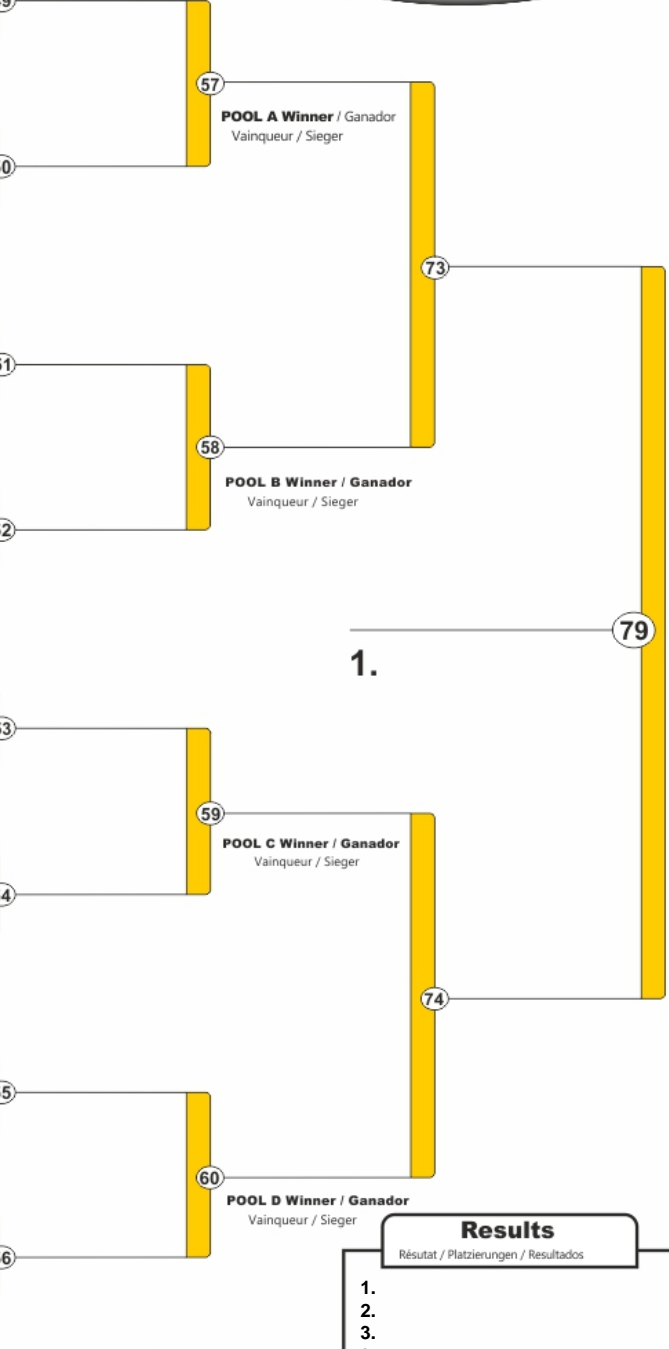 57
POOL A Winner / Ganador
Vainqueur / Sieger
73
58
POOL B Winner / Ganador
Vainqueur / Sieger
79
1.
59
POOL C Winner / Ganador
Vainqueur / Sieger
74
60
POOL D Winner / Ganador
Vainqueur / Sieger
Results
Résutat / Platzierungen / Resultados
1.
2.
3.